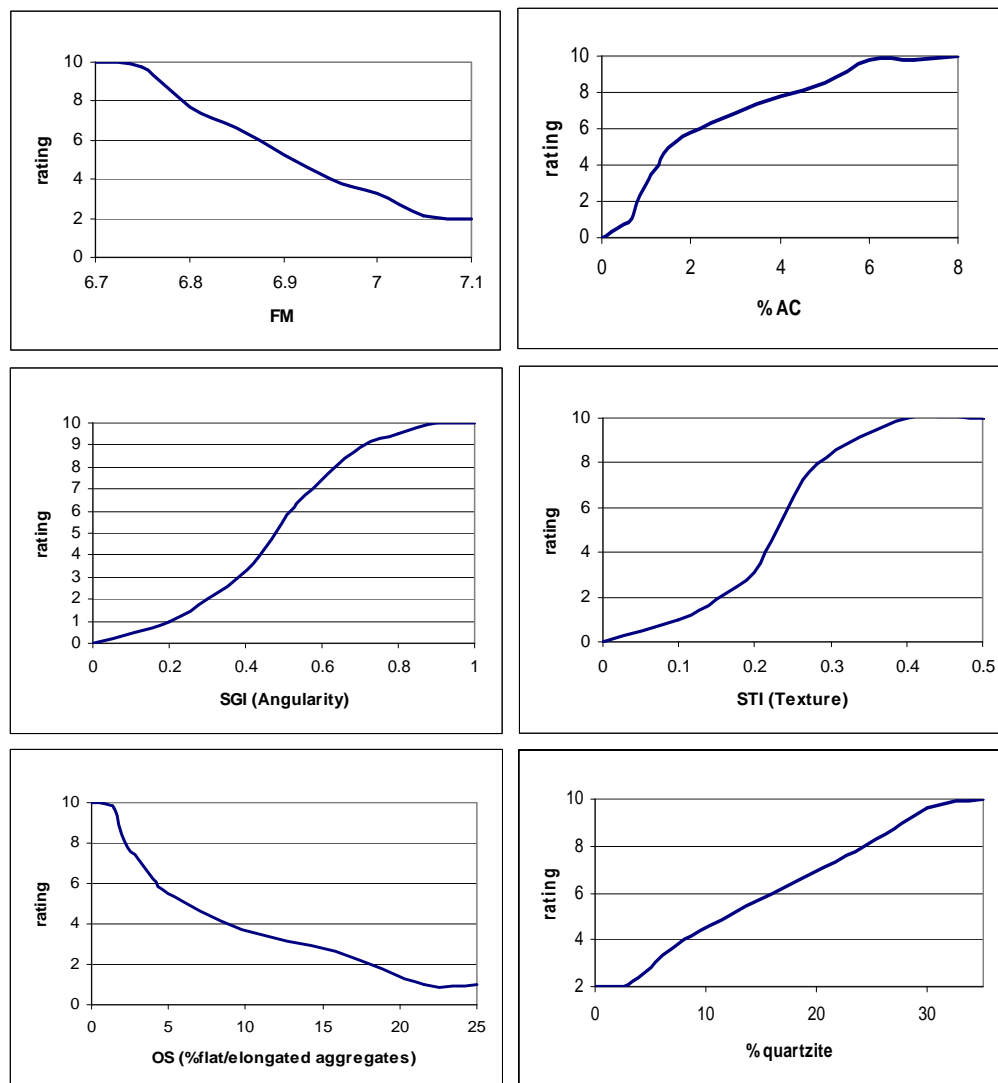 10
8
6
4
2
0
rating
6.7 6.8 6.9 7 7.1
FM
10
8
6
4
2
0
rating
0 2 4 6 8
% AC
10
9
8
7
6
5
4
3
2
1
0
rating
0 0.2 0.4 0.6 0.8 1
SGI (Angularity)
10
8
6
4
2
0
rating
0 0.1 0.2 0.3 0.4 0.5
STI (Texture)
10
8
6
4
2
0
rating
0 5 10 15 20 25
OS (%flat/elongated aggregates)
10
8
6
4
2
rating
0 10 20 30
% quartzite